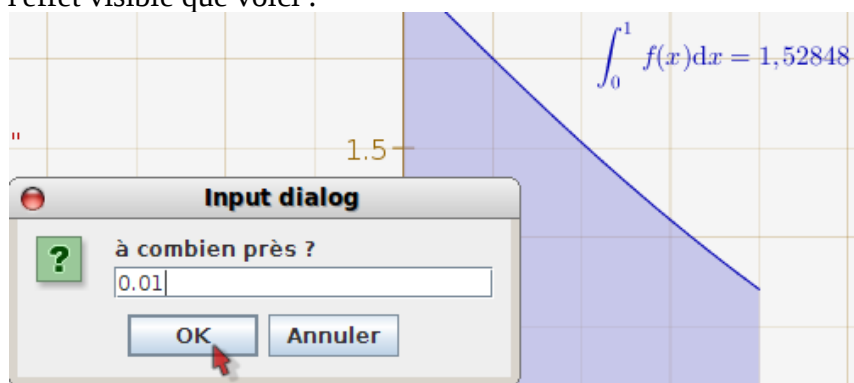 l'effet visible que voici :
∫₀¹ f(x)dx = 1,52848
"
1.5
Input dialog
?
à combien près ?
0.01
OK
Annuler